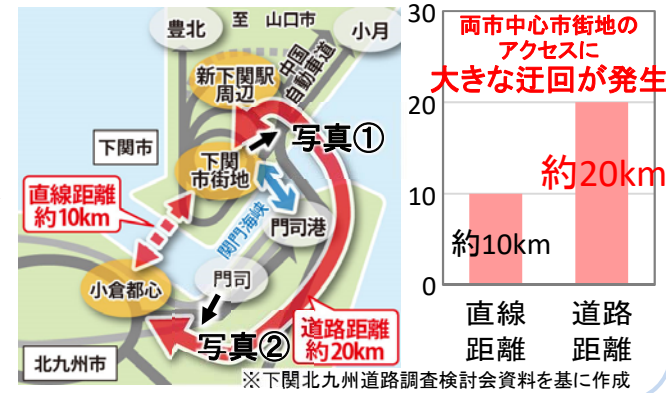 豊北
至 山口市
小月
中国
自動車道
新下関駅
周辺
写真①
下関市
下関
市街地
直線距離
約10km
関門海峡
門司港
小倉都心
門司
写真②
道路距離
約20km
北九州市
両市中心市街地の
アクセスに
大きな迂回が発生
30
20
10
0
約10km
約20km
直線
距離
道路
距離
※下関北九州道路調査検討会資料を基に作成